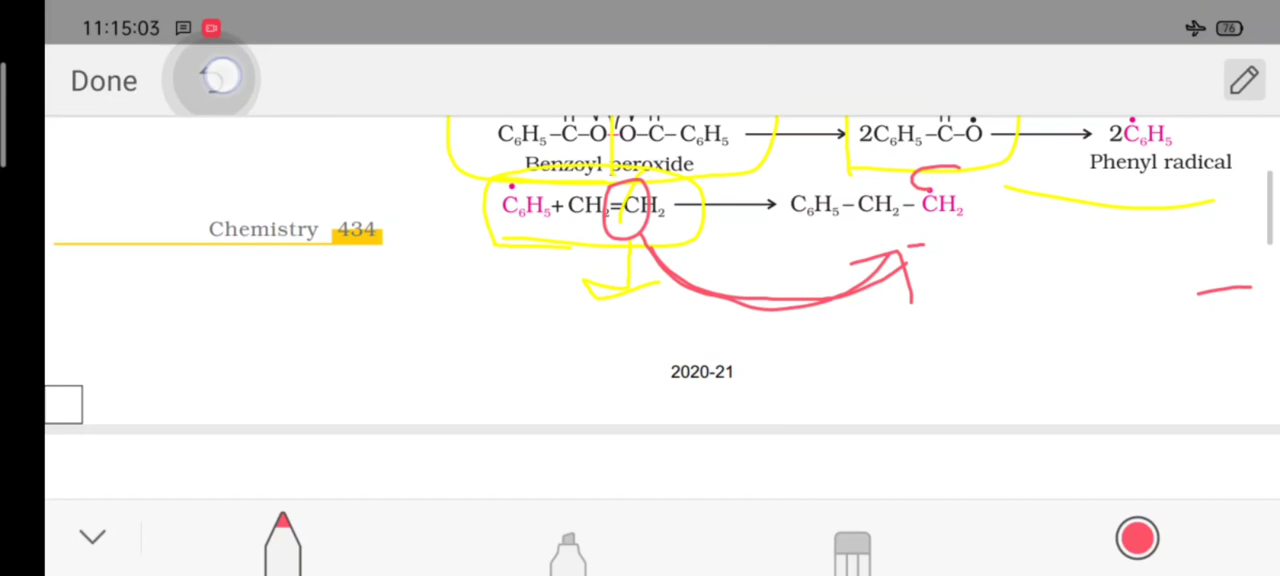 11:15:03 76
Done
C₆H₅–C–O–O–C–C₆H₅ ⟶ 2C₆H₅–C–Ȯ ⟶ 2Ċ₆H₅
Benzoyl peroxide Phenyl radical
Ċ₆H₅ + CH₂=CH₂ ⟶ C₆H₅–CH₂–ĊH₂
Chemistry 434
2020-21